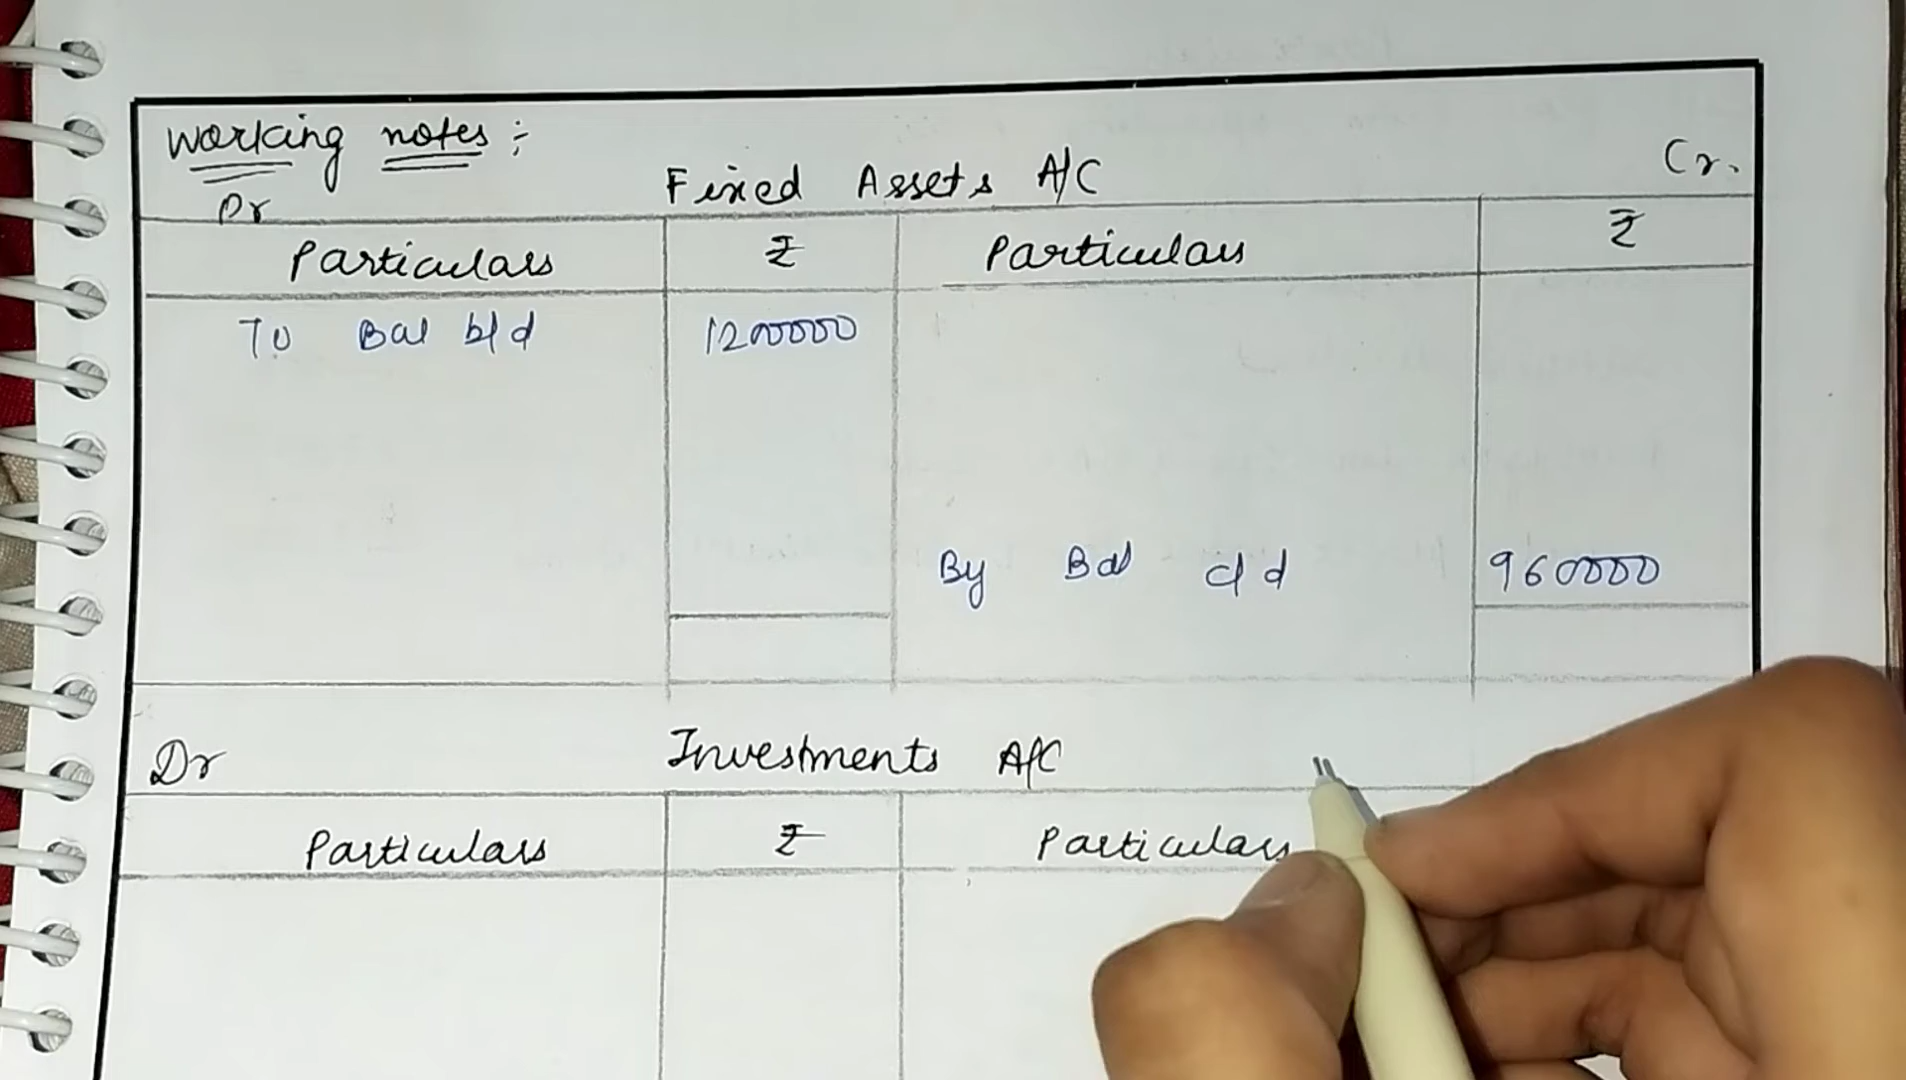 Working notes :
Dr Fixed Assets A/C Cr.
Particulars ₹ Particulars ₹
To Bal b/d 1200000
By Bal c/d 960000
Dr Investments A/C
Particulars ₹ Particulars